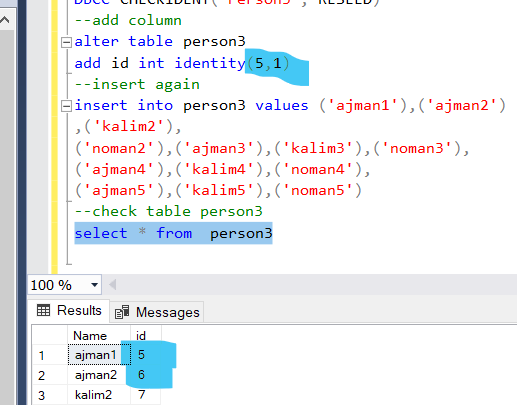 DBCC CHECKIDENT('Person3', RESEED)
--add column
alter table person3
add id int identity(5,1)
--insert again
insert into person3 values ('ajman1'),('ajman2')
,('kalim2'),
('noman2'),('ajman3'),('kalim3'),('noman3'),
('ajman4'),('kalim4'),('noman4'),
('ajman5'),('kalim5'),('noman5')
--check table person3
select * from  person3
100 %
Results Messages
Name id
1 ajman1 5
2 ajman2 6
3 kalim2 7